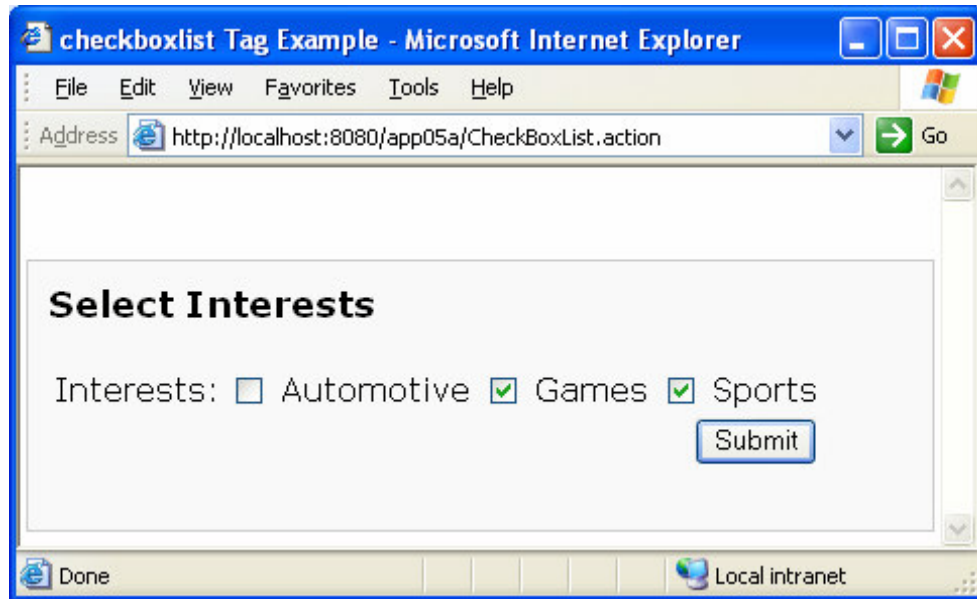 checkboxlist Tag Example - Microsoft Internet Explorer
File Edit View Favorites Tools Help
Address http://localhost:8080/app05a/CheckBoxList.action Go
Select Interests
Interests: Automotive Games Sports
Submit
Done Local intranet